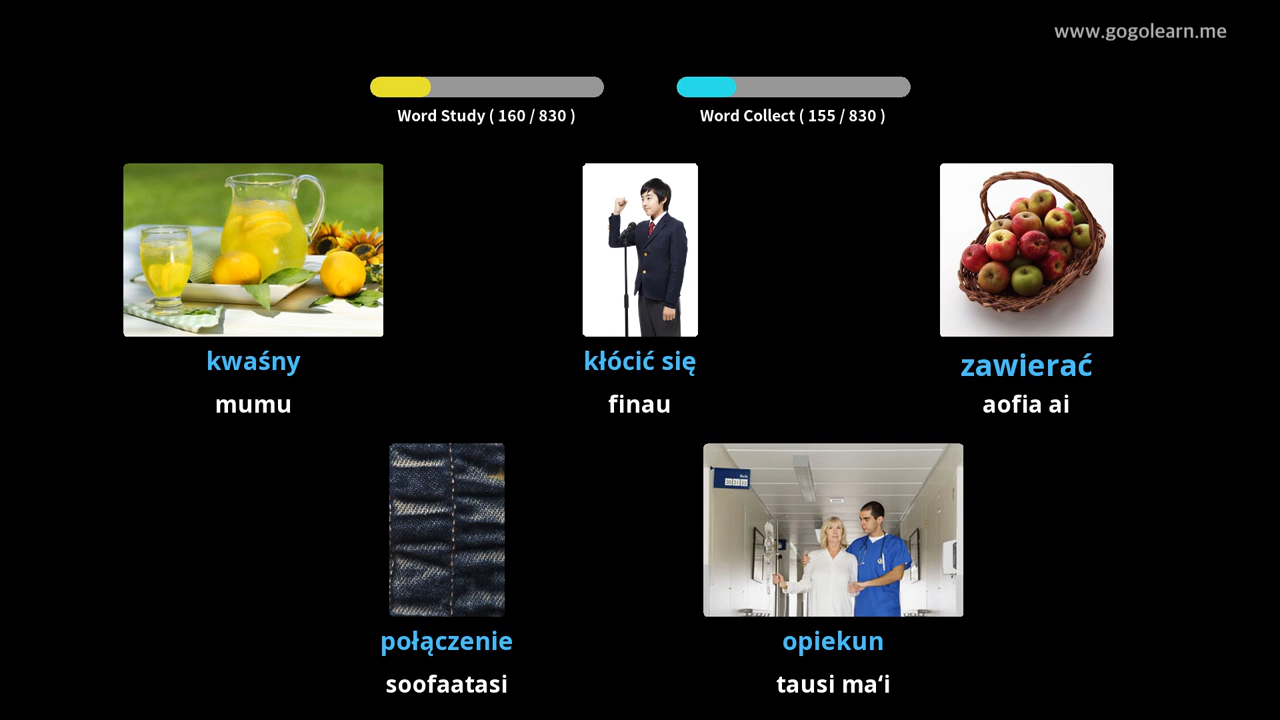 www.gogolearn.me
Word Study ( 160 / 830 )
Word Collect ( 155 / 830 )
kwaśny
kłócić się
zawierać
mumu
finau
aofia ai
połączenie
opiekun
soofaatasi
tausi ma‘i